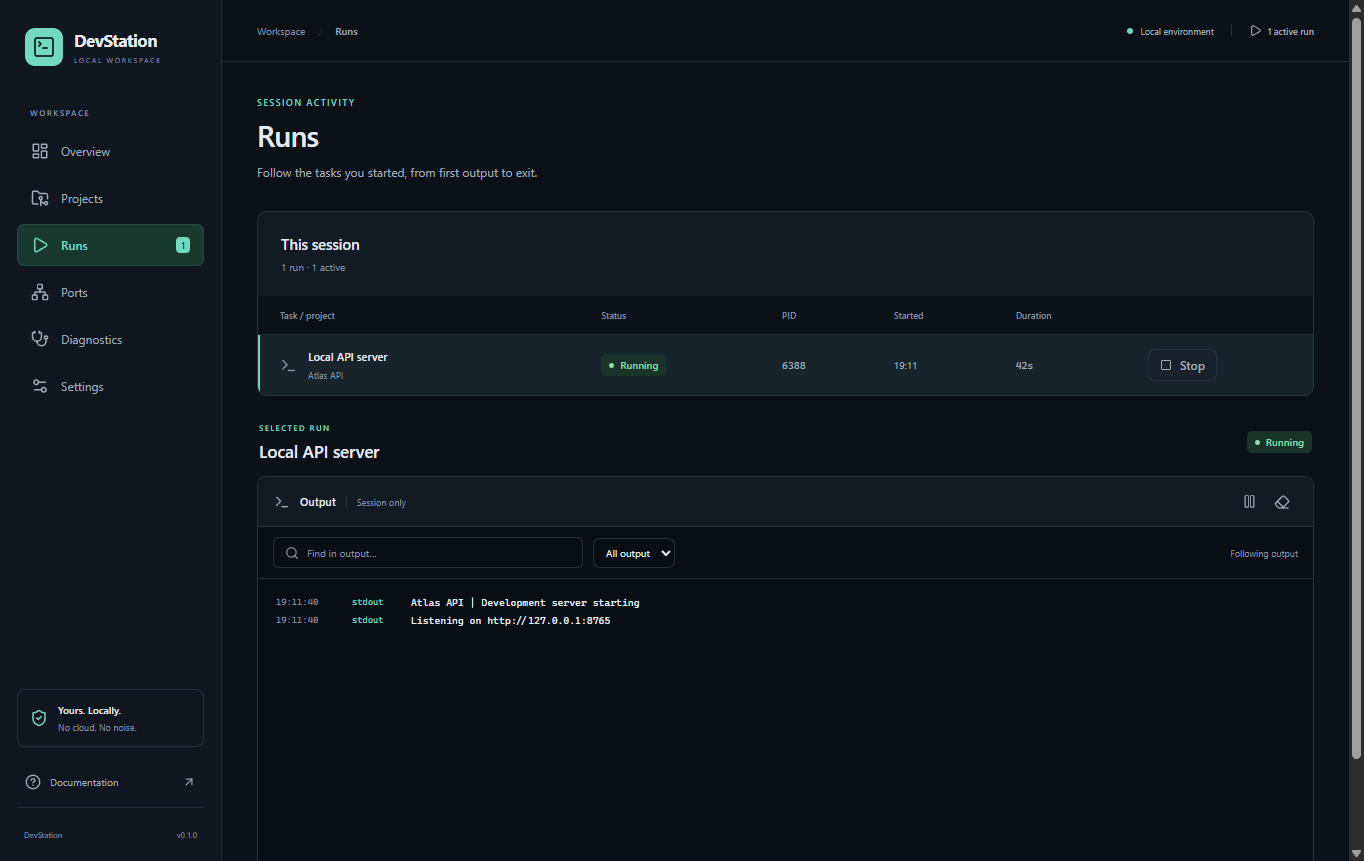 DevStation
LOCAL WORKSPACE
WORKSPACE
Overview
Projects
Runs 1
Ports
Diagnostics
Settings
Yours. Locally.
No cloud. No noise.
Documentation
DevStation v0.1.0
Workspace / Runs
Local environment
1 active run
SESSION ACTIVITY
Runs
Follow the tasks you started, from first output to exit.
This session
1 run · 1 active
Task / project Status PID Started Duration
Local API server
Atlas API
Running 6388 19:11 42s Stop
SELECTED RUN
Local API server
Running
Output Session only
Find in output... All output Following output
19:11:40 stdout Atlas API | Development server starting
19:11:40 stdout Listening on http://127.0.0.1:8765